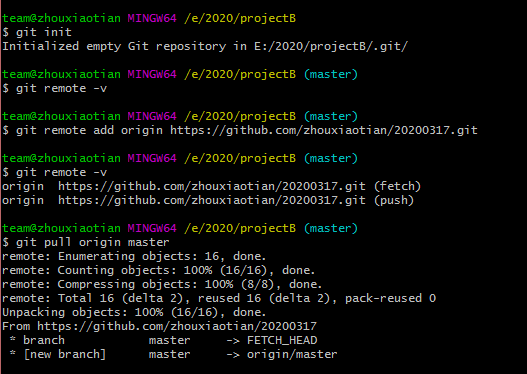 team@zhouxiaotian MINGW64 /e/2020/projectB
$ git init
Initialized empty Git repository in E:/2020/projectB/.git/
team@zhouxiaotian MINGW64 /e/2020/projectB (master)
$ git remote -v
team@zhouxiaotian MINGW64 /e/2020/projectB (master)
$ git remote add origin https://github.com/zhouxiaotian/20200317.git
team@zhouxiaotian MINGW64 /e/2020/projectB (master)
$ git remote -v
origin  https://github.com/zhouxiaotian/20200317.git (fetch)
origin  https://github.com/zhouxiaotian/20200317.git (push)
team@zhouxiaotian MINGW64 /e/2020/projectB (master)
$ git pull origin master
remote: Enumerating objects: 16, done.
remote: Counting objects: 100% (16/16), done.
remote: Compressing objects: 100% (8/8), done.
remote: Total 16 (delta 2), reused 16 (delta 2), pack-reused 0
Unpacking objects: 100% (16/16), done.
From https://github.com/zhouxiaotian/20200317
 * branch            master     -> FETCH_HEAD
 * [new branch]      master     -> origin/master